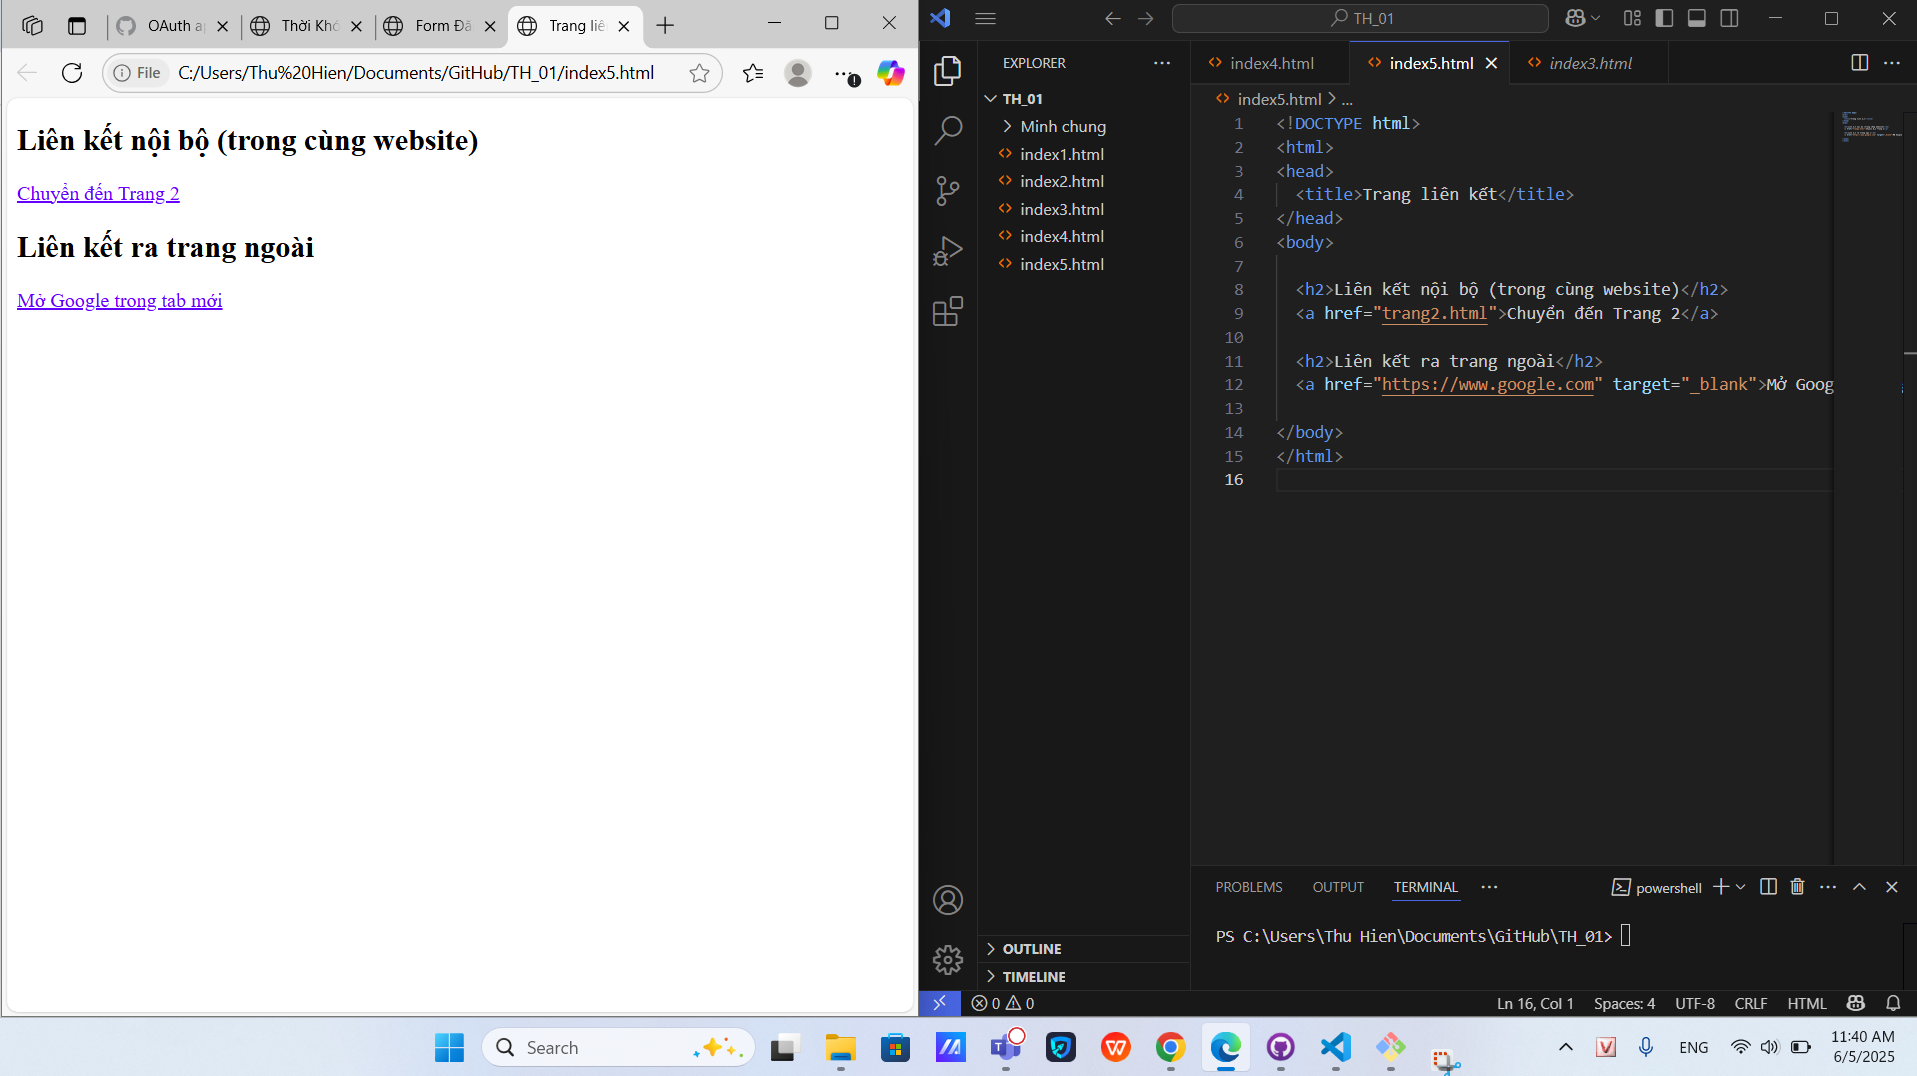 OAuth a
Thời Khó
Form Đă
Trang liê
File
C:/Users/Thu%20Hien/Documents/GitHub/TH_01/index5.html
Liên kết nội bộ (trong cùng website)
Chuyển đến Trang 2
Liên kết ra trang ngoài
Mở Google trong tab mới
TH_01
EXPLORER
TH_01
Minh chung
index1.html
index2.html
index3.html
index4.html
index5.html
OUTLINE
TIMELINE
index4.html
index5.html
index3.html
index5.html > ...
1 <!DOCTYPE html>
2 <html>
3 <head>
4 <title>Trang liên kết</title>
5 </head>
6 <body>
7
8 <h2>Liên kết nội bộ (trong cùng website)</h2>
9 <a href="trang2.html">Chuyển đến Trang 2</a>
10
11 <h2>Liên kết ra trang ngoài</h2>
12 <a href="https://www.google.com" target="_blank">Mở Goog
13
14 </body>
15 </html>
16
PROBLEMS OUTPUT TERMINAL
powershell
PS C:\Users\Thu Hien\Documents\GitHub\TH_01>
0 0
Ln 16, Col 1 Spaces: 4 UTF-8 CRLF HTML
Search
ENG
11:40 AM
6/5/2025